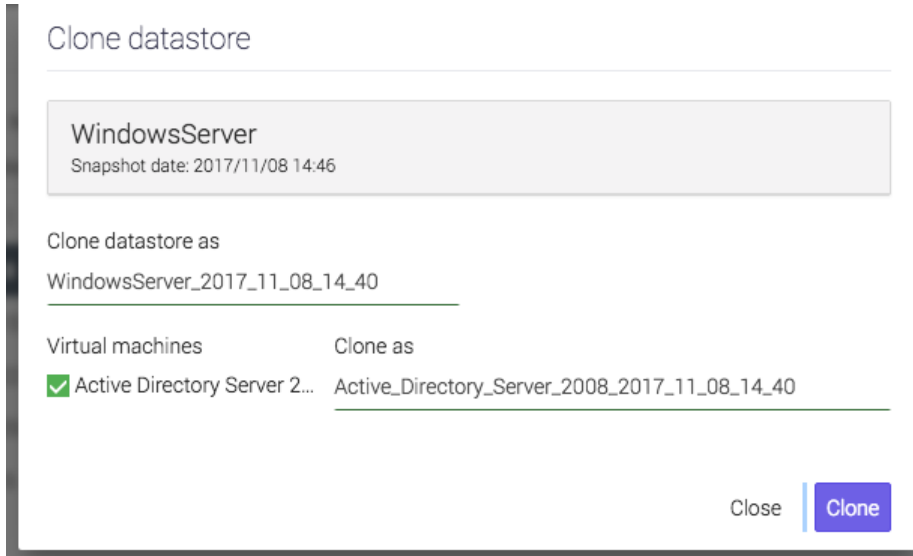 Clone datastore
WindowsServer
Snapshot date: 2017/11/08 14:46
Clone datastore as
WindowsServer_2017_11_08_14_40
Virtual machines Clone as
Active Directory Server 2... Active_Directory_Server_2008_2017_11_08_14_40
Close Clone